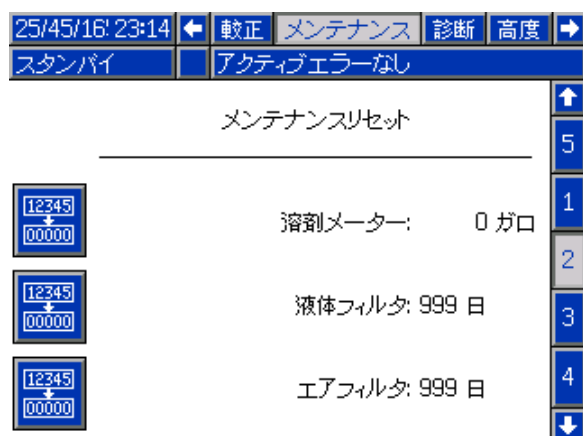 25/45/16 23:14 較正 メンテナンス 診断 高度
スタンバイ アクティブエラーなし
メンテナンスリセット
5
12345
00000
溶剤メーター: 0 ガロ
1
2
12345
00000
液体フィルタ: 999 日
3
12345
00000
エアフィルタ: 999 日
4